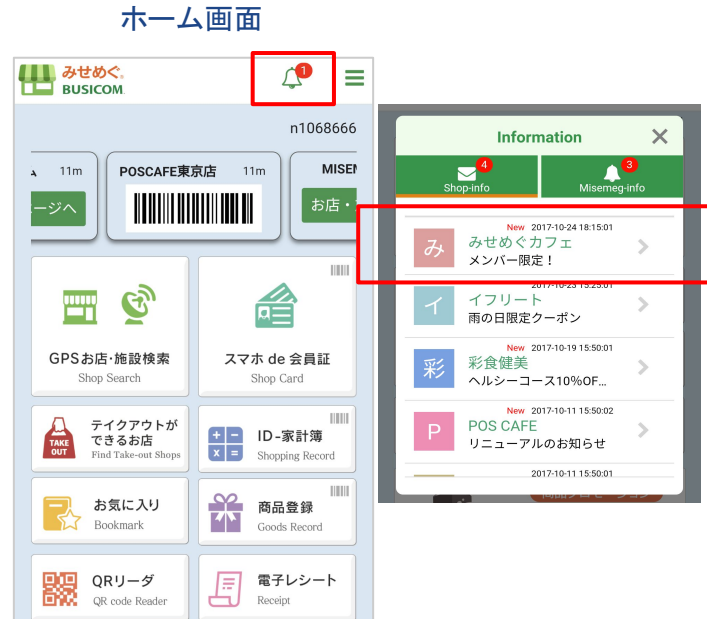 ホーム画面
みせめぐ®
BUSICOM
1
n1068666
11m
ージへ
POSCAFE東京店 11m
MISEM
お店・
GPSお店･施設検索
Shop Search
スマホ de 会員証
Shop Card
TAKE OUT
テイクアウトが
できるお店
Find Take-out Shops
ID-家計簿
Shopping Record
お気に入り
Bookmark
商品登録
Goods Record
QRリーダ
QR code Reader
電子レシート
Receipt
Information
4
Shop-info
3
Misemeg-info
New 2017-10-24 18:15:01
み
みせめぐカフェ
メンバー限定！
2017-10-23 15:25:01
イ
イフリート
雨の日限定クーポン
New 2017-10-19 15:50:01
彩
彩食健美
ヘルシーコース10%OF...
New 2017-10-11 15:50:02
P
POS CAFE
リニューアルのお知らせ
2017-10-11 15:50:01